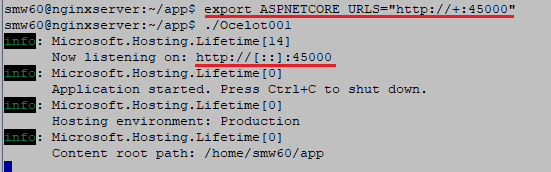 smw60@nginxserver:~/app$ export ASPNETCORE_URLS="http://+:45000"
smw60@nginxserver:~/app$ ./Ocelot001
info: Microsoft.Hosting.Lifetime[14]
Now listening on: http://[::]:45000
info: Microsoft.Hosting.Lifetime[0]
Application started. Press Ctrl+C to shut down.
info: Microsoft.Hosting.Lifetime[0]
Hosting environment: Production
info: Microsoft.Hosting.Lifetime[0]
Content root path: /home/smw60/app